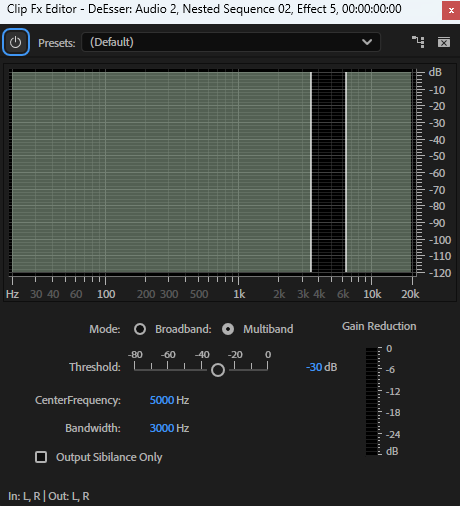 Clip Fx Editor - DeEsser: Audio 2, Nested Sequence 02, Effect 5, 00:00:00:00
x
Presets: (Default)
dB
-10
-20
-30
-40
-50
-60
-70
-80
-90
-100
-110
-120
Hz 30 40 60 100 200 300 500 1k 2k 3k 4k 6k 10k 20k
Mode: Broadband: Multiband Gain Reduction
-80 -60 -40 -20 0
Threshold: -30 dB
CenterFrequency: 5000 Hz
Bandwidth: 3000 Hz
Output Sibilance Only
0
-6
-12
-18
-24
dB
In: L, R | Out: L, R